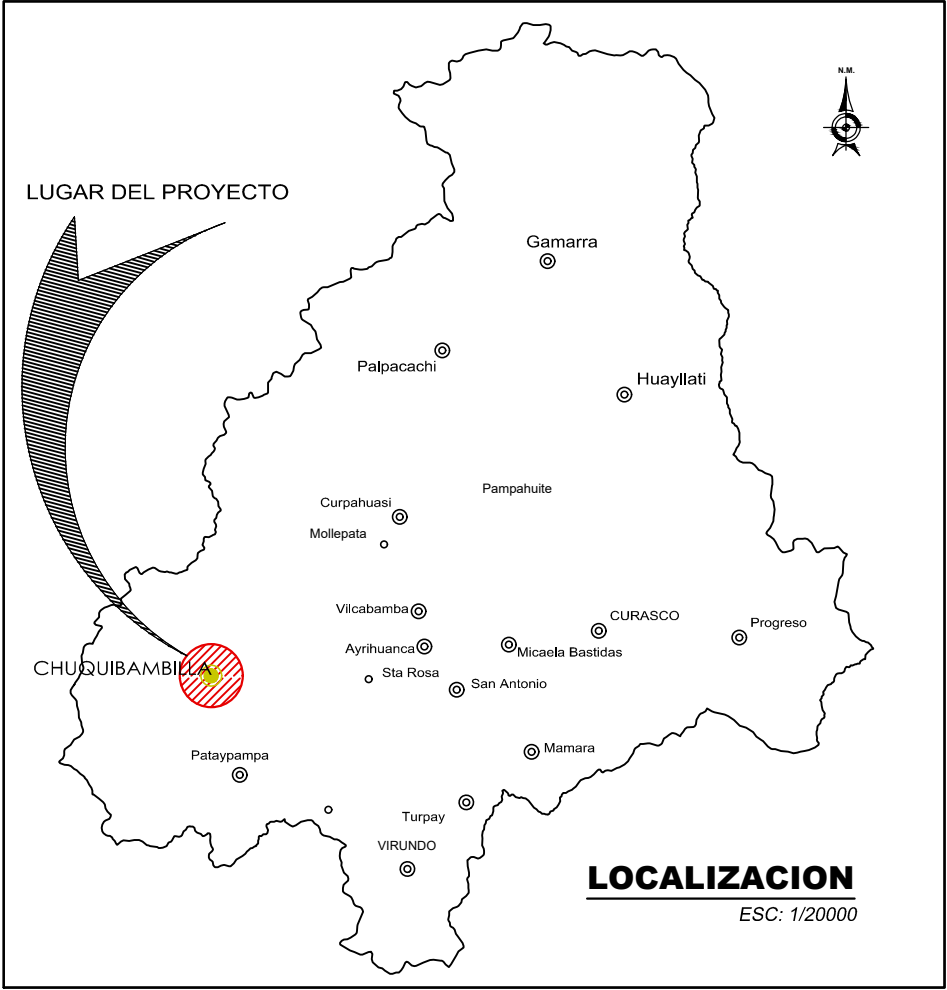 N.M.
LUGAR DEL PROYECTO
Gamarra
Palpacachi
Huayllati
Pampahuite
Curpahuasi
Mollepata
Vilcabamba
CURASCO
Progreso
Ayrihuanca
Micaela Bastidas
CHUQUIBAMBILLA
Sta Rosa
San Antonio
Pataypampa
Mamara
Turpay
VIRUNDO
LOCALIZACION
ESC: 1/20000